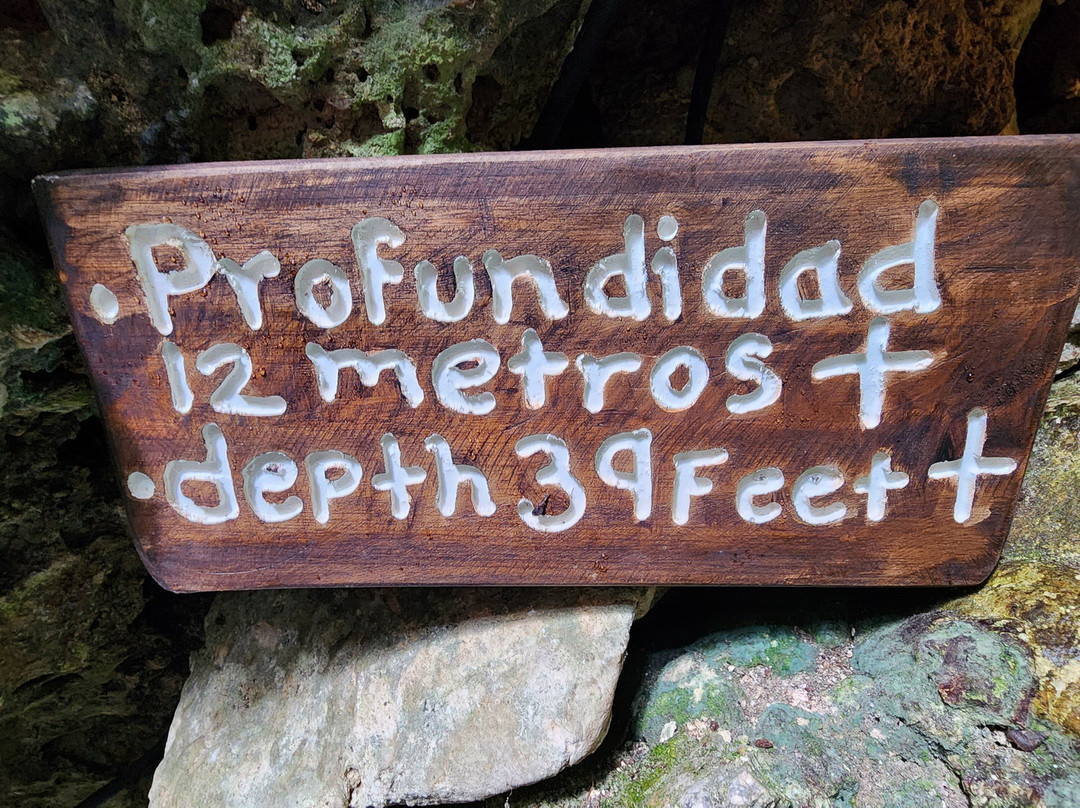 .Profundidad
12 metros +
.depth 39 Feet +